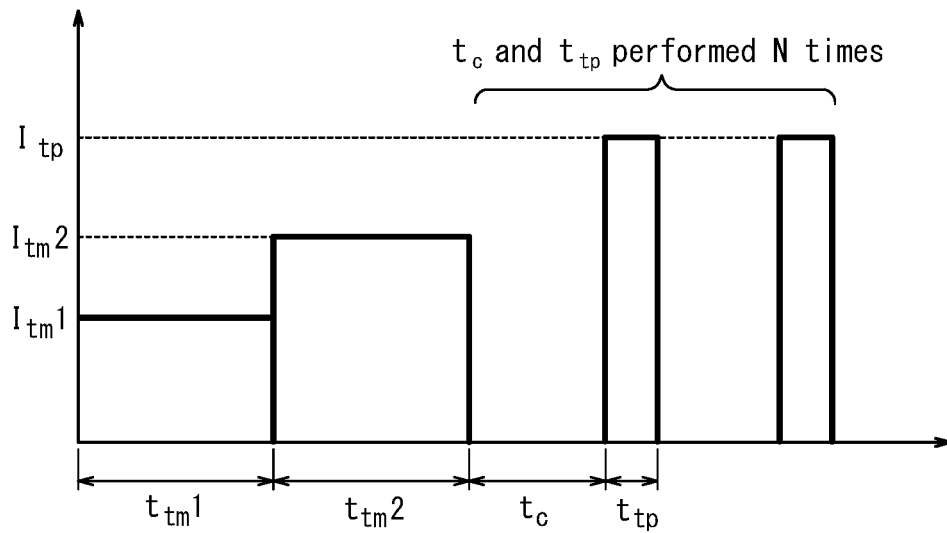 t_c and t_tp performed N times
I_tp
I_tm2
I_tm1
t_tm1
t_tm2
t_c
t_tp